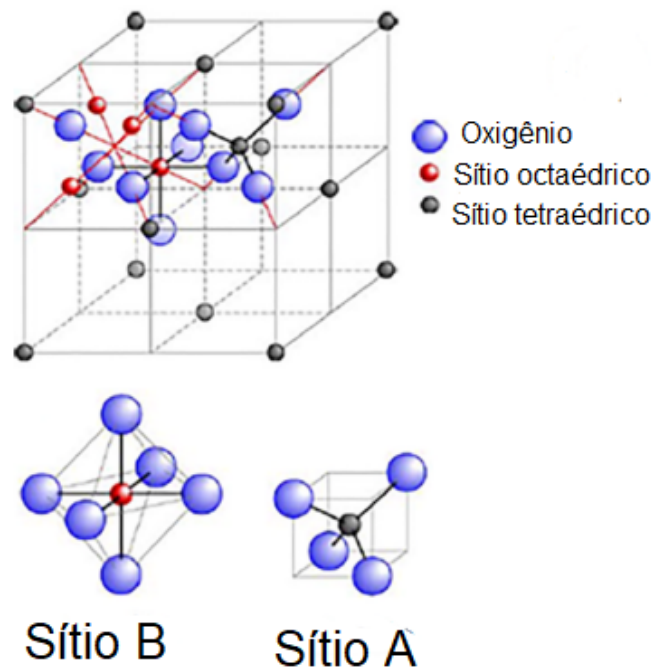 Oxigênio
Sítio octaédrico
Sítio tetraédrico
Sítio B
Sítio A